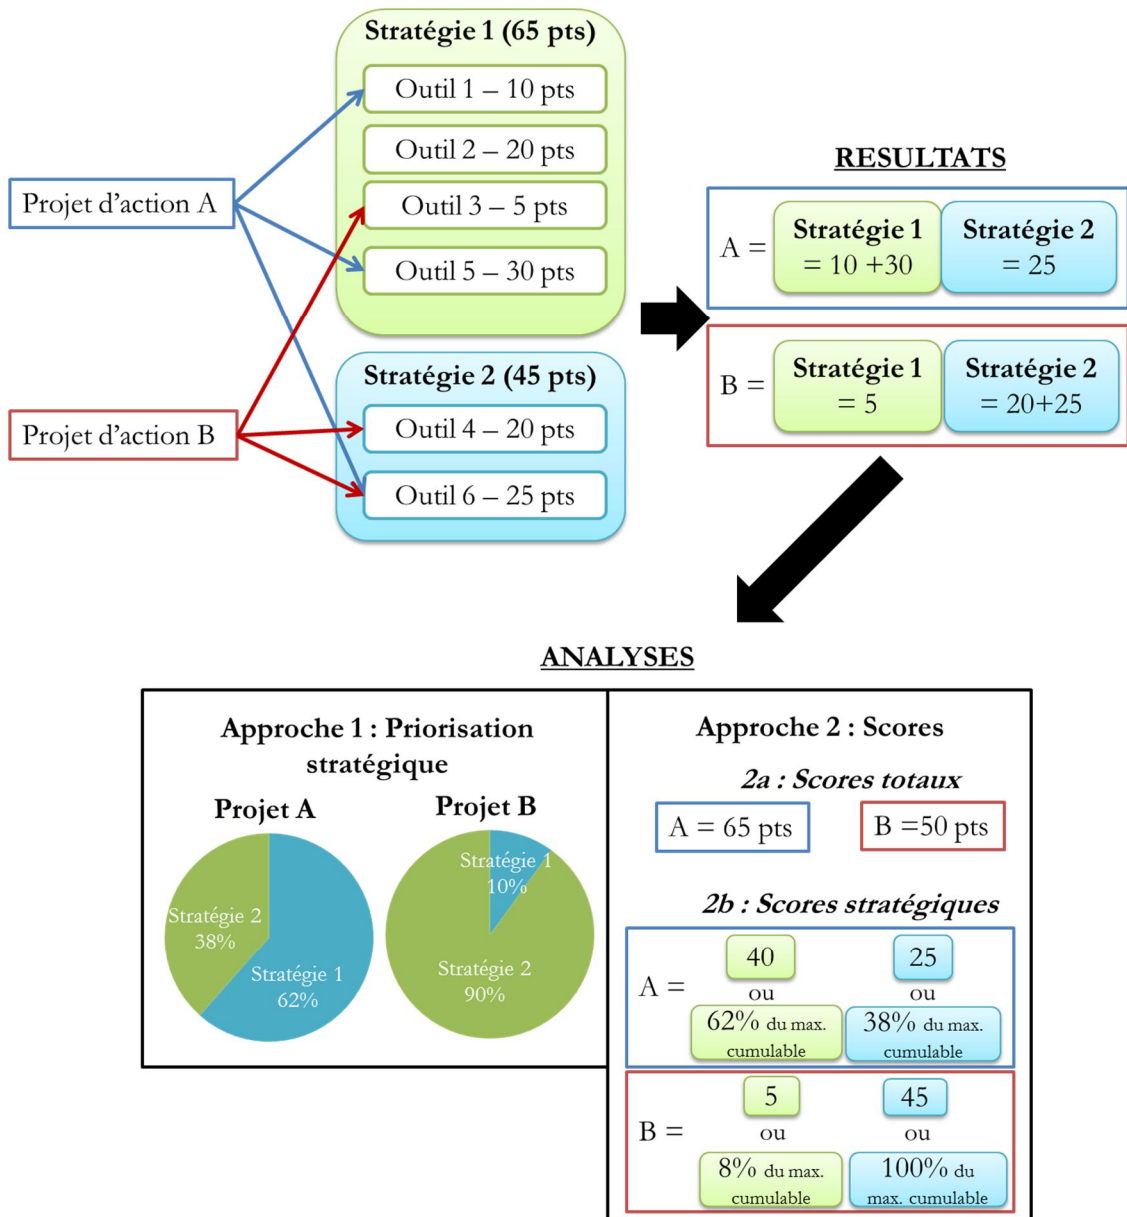 Stratégie 1 (65 pts)
Outil 1 – 10 pts
Outil 2 – 20 pts
Outil 3 – 5 pts
Outil 5 – 30 pts
Projet d’action A
Projet d’action B
Stratégie 2 (45 pts)
Outil 4 – 20 pts
Outil 6 – 25 pts
RESULTATS
A =
Stratégie 1
= 10 +30
Stratégie 2
= 25
B =
Stratégie 1
= 5
Stratégie 2
= 20+25
ANALYSES
Approche 1 : Priorisation
stratégique
Projet A
Stratégie 2
38%
Stratégie 1
62%
Projet B
Stratégie 1
10%
Stratégie 2
90%
Approche 2 : Scores
2a : Scores totaux
A = 65 pts
B =50 pts
2b : Scores stratégiques
A =
40
ou
62% du max.
cumulable
25
ou
38% du max.
cumulable
B =
5
ou
8% du max.
cumulable
45
ou
100% du
max. cumulable